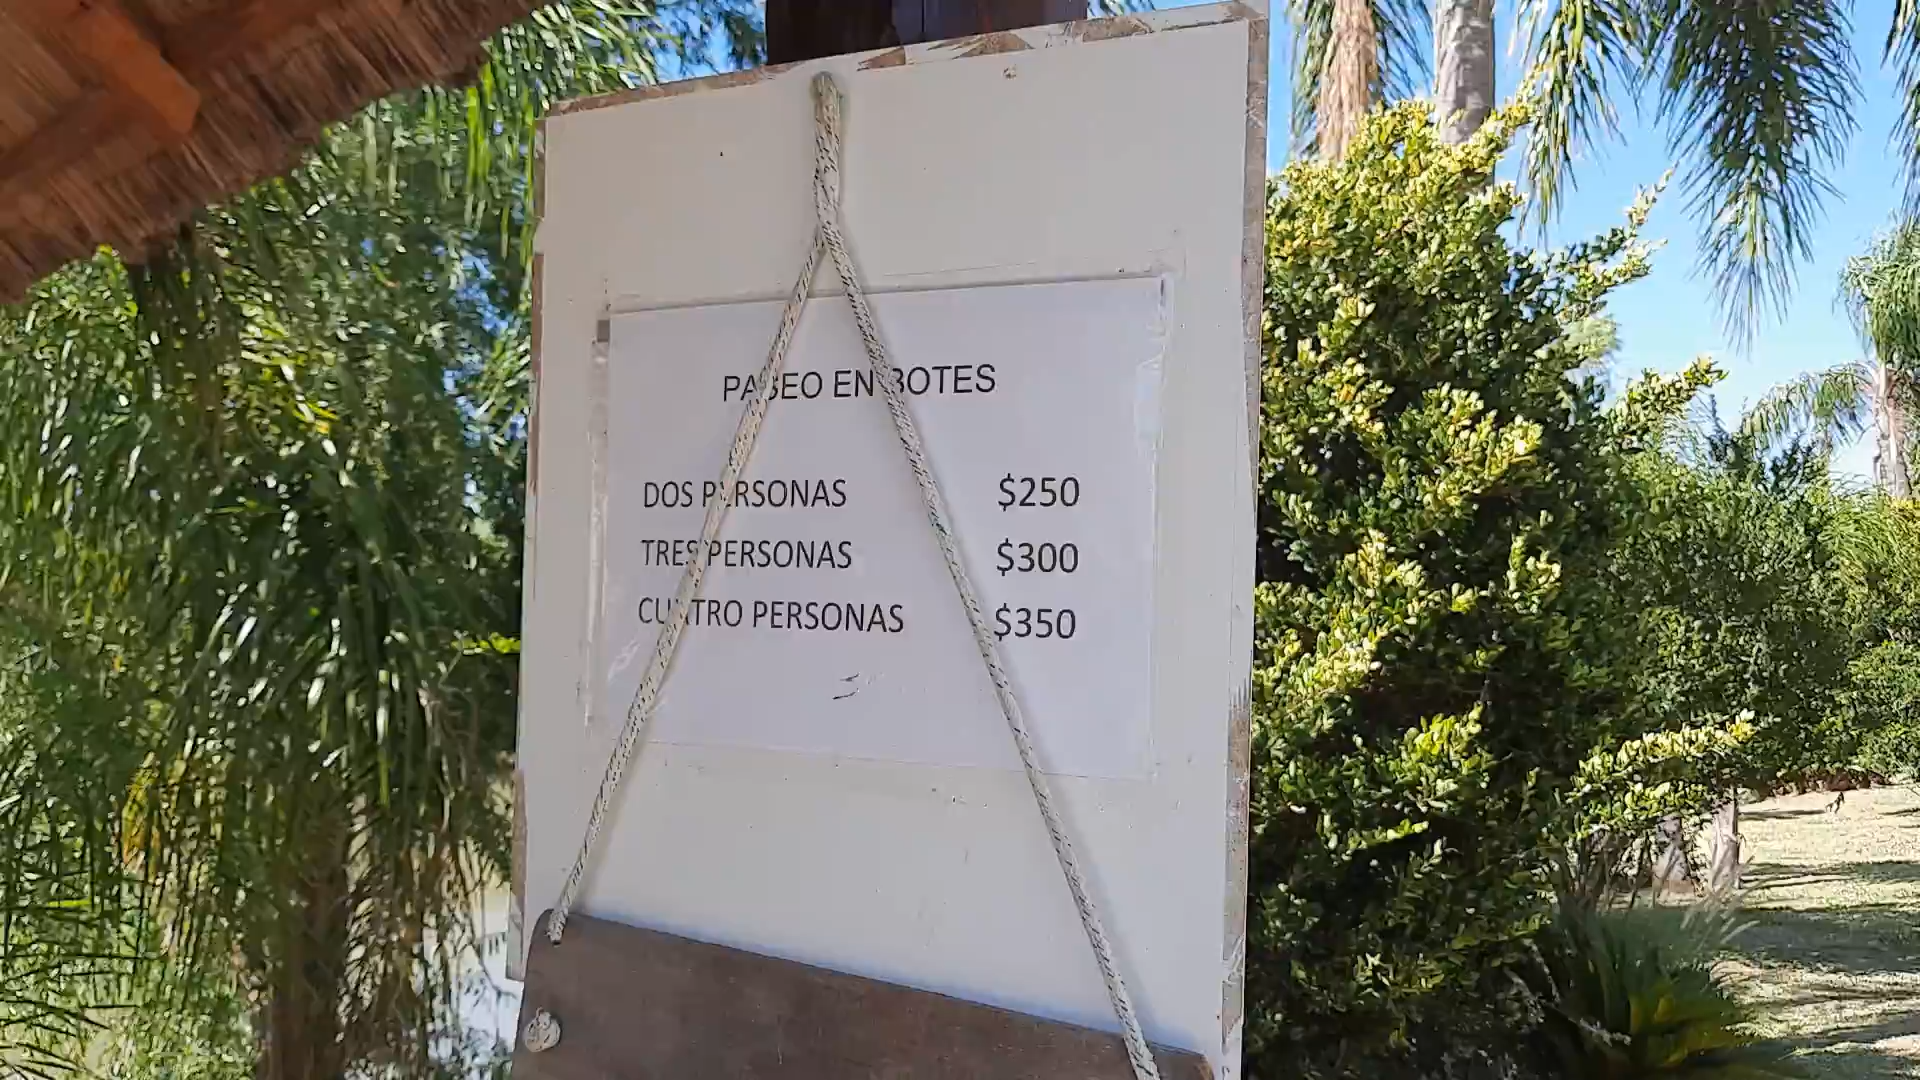 PASEO EN BOTES
DOS PERSONAS $250
TRES PERSONAS $300
CUATRO PERSONAS $350